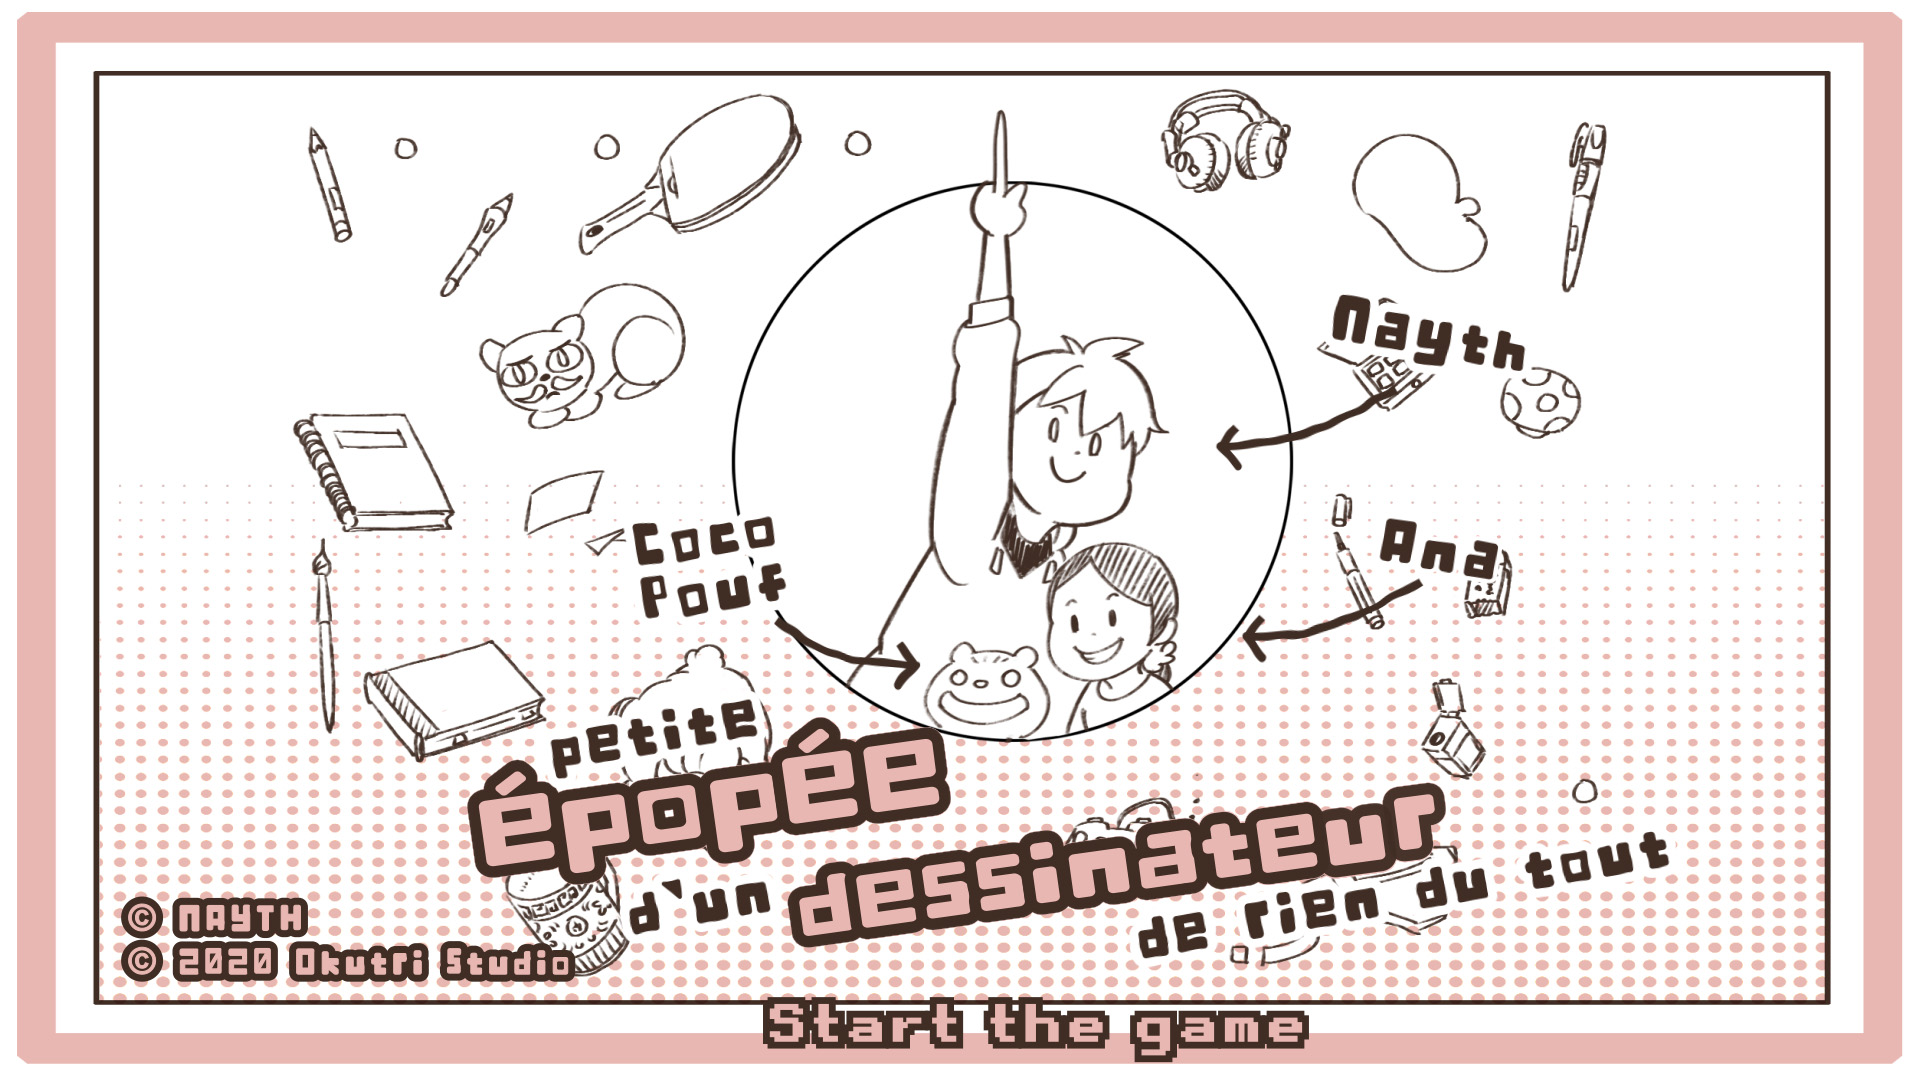 Nayth
Coco
Pouf
Ana
petite
épopée
d'un dessinateur
de rien du tout
© NAYTH
© 2020 Okutri Studio
Start the game